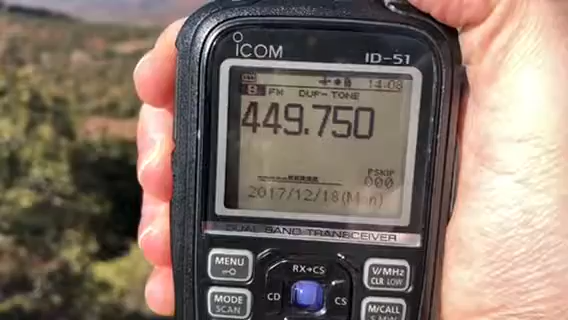 iCOM
ID-51
14:08
B FM DUP- TONE
449.750
PSKIP
000
2017/12/18(Mon)
DUAL BAND TRANSCEIVER
RX→CS
MENU
V/MHz
CLR LOW
CD
CS
MODE
SCAN
M/CALL
S.MW